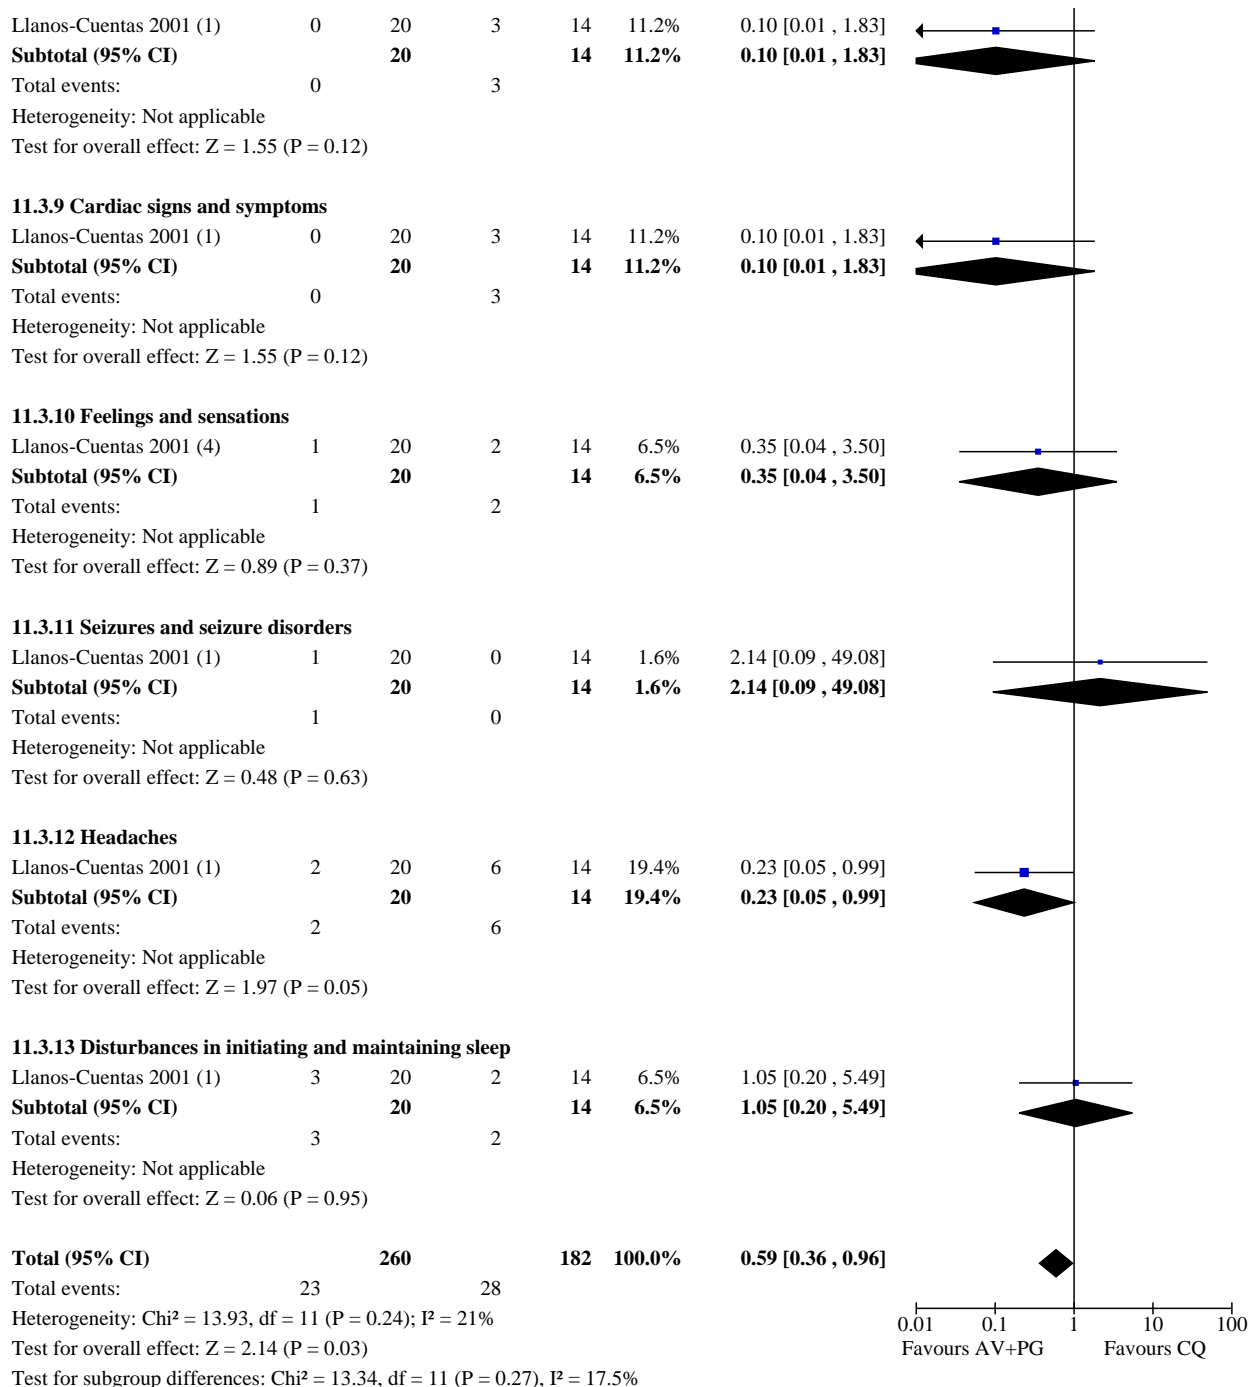 Llanos-Cuentas 2001 (1) 0 20 3 14 11.2% 0.10 [0.01 , 1.83]
Subtotal (95% CI) 20 14 11.2% 0.10 [0.01 , 1.83]
Total events: 0 3
Heterogeneity: Not applicable
Test for overall effect: Z = 1.55 (P = 0.12)
11.3.9 Cardiac signs and symptoms
Llanos-Cuentas 2001 (1) 0 20 3 14 11.2% 0.10 [0.01 , 1.83]
Subtotal (95% CI) 20 14 11.2% 0.10 [0.01 , 1.83]
Total events: 0 3
Heterogeneity: Not applicable
Test for overall effect: Z = 1.55 (P = 0.12)
11.3.10 Feelings and sensations
Llanos-Cuentas 2001 (4) 1 20 2 14 6.5% 0.35 [0.04 , 3.50]
Subtotal (95% CI) 20 14 6.5% 0.35 [0.04 , 3.50]
Total events: 1 2
Heterogeneity: Not applicable
Test for overall effect: Z = 0.89 (P = 0.37)
11.3.11 Seizures and seizure disorders
Llanos-Cuentas 2001 (1) 1 20 0 14 1.6% 2.14 [0.09 , 49.08]
Subtotal (95% CI) 20 14 1.6% 2.14 [0.09 , 49.08]
Total events: 1 0
Heterogeneity: Not applicable
Test for overall effect: Z = 0.48 (P = 0.63)
11.3.12 Headaches
Llanos-Cuentas 2001 (1) 2 20 6 14 19.4% 0.23 [0.05 , 0.99]
Subtotal (95% CI) 20 14 19.4% 0.23 [0.05 , 0.99]
Total events: 2 6
Heterogeneity: Not applicable
Test for overall effect: Z = 1.97 (P = 0.05)
11.3.13 Disturbances in initiating and maintaining sleep
Llanos-Cuentas 2001 (1) 3 20 2 14 6.5% 1.05 [0.20 , 5.49]
Subtotal (95% CI) 20 14 6.5% 1.05 [0.20 , 5.49]
Total events: 3 2
Heterogeneity: Not applicable
Test for overall effect: Z = 0.06 (P = 0.95)
Total (95% CI) 260 182 100.0% 0.59 [0.36 , 0.96]
Total events: 23 28
Heterogeneity: Chi² = 13.93, df = 11 (P = 0.24); I² = 21%
Test for overall effect: Z = 2.14 (P = 0.03)
Test for subgroup differences: Chi² = 13.34, df = 11 (P = 0.27), I² = 17.5%
0.01 0.1 1 10 100
Favours AV+PG Favours CQ